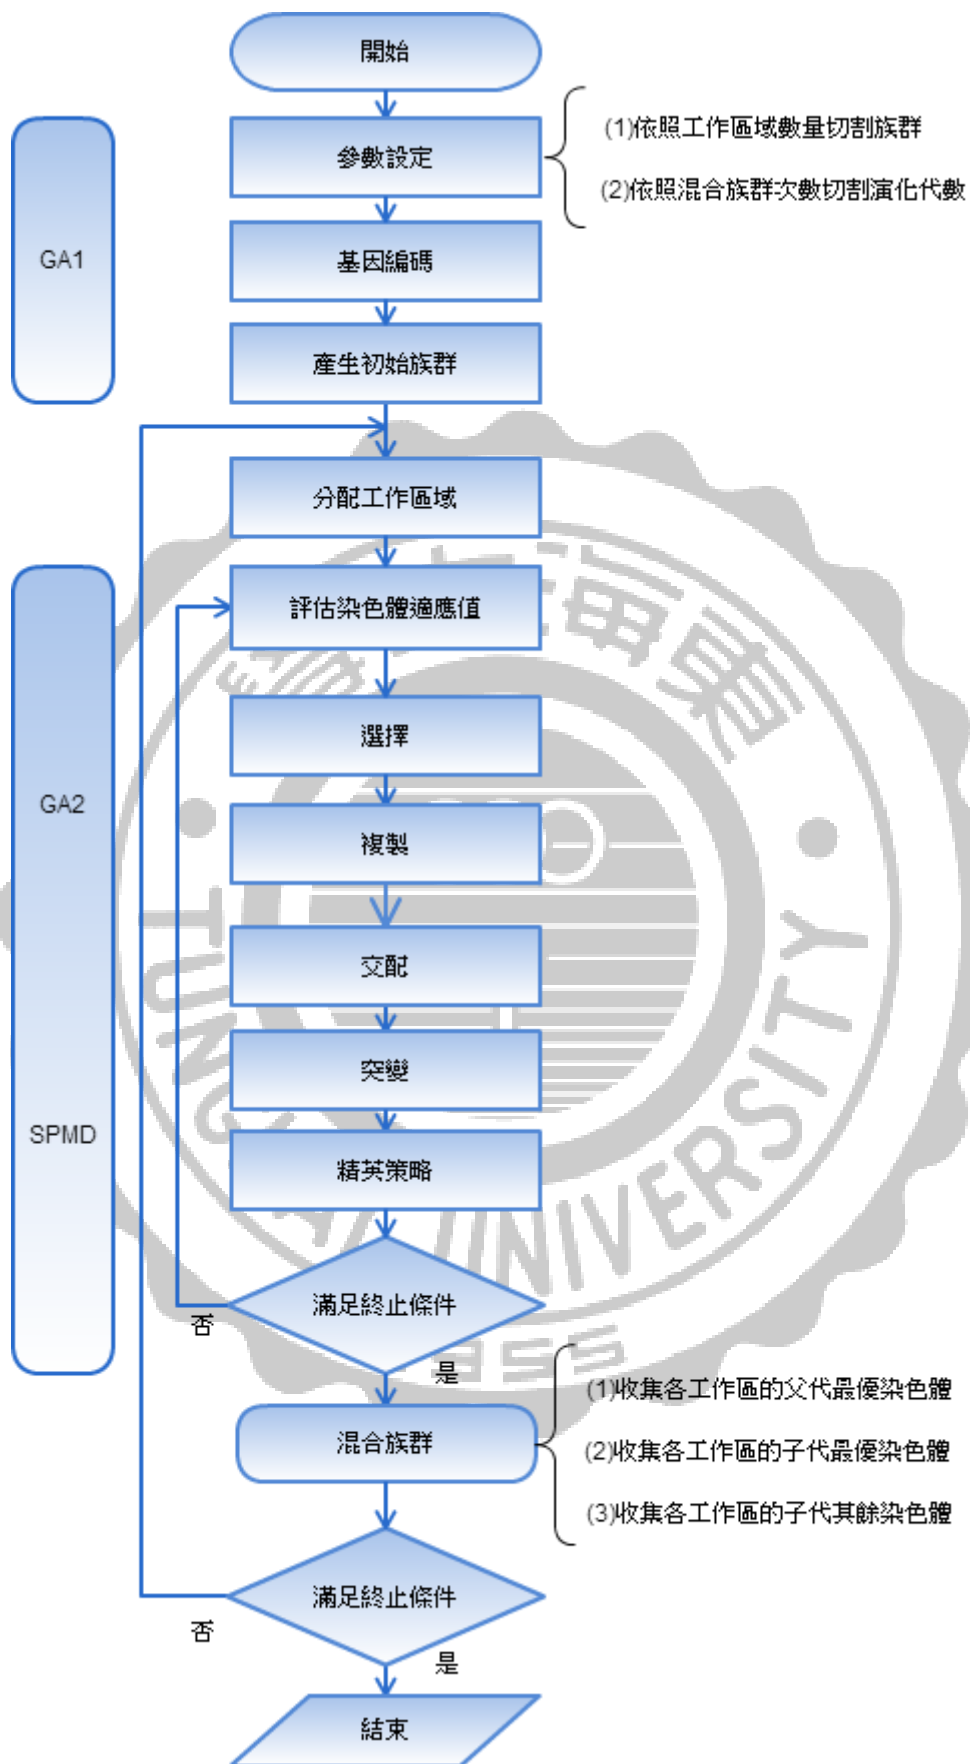 開始
參數設定
(1)依照工作區域數量切割族群
(2)依照混合族群次數切割演化代數
GA1
基因編碼
產生初始族群
分配工作區域
評估染色體適應值
選擇
GA2
複製
交配
突變
SPMD
精英策略
滿足終止條件
否
是
混合族群
(1)收集各工作區的父代最優染色體
(2)收集各工作區的子代最優染色體
(3)收集各工作區的子代其餘染色體
滿足終止條件
否
是
結束
UNIVERSITY
1955